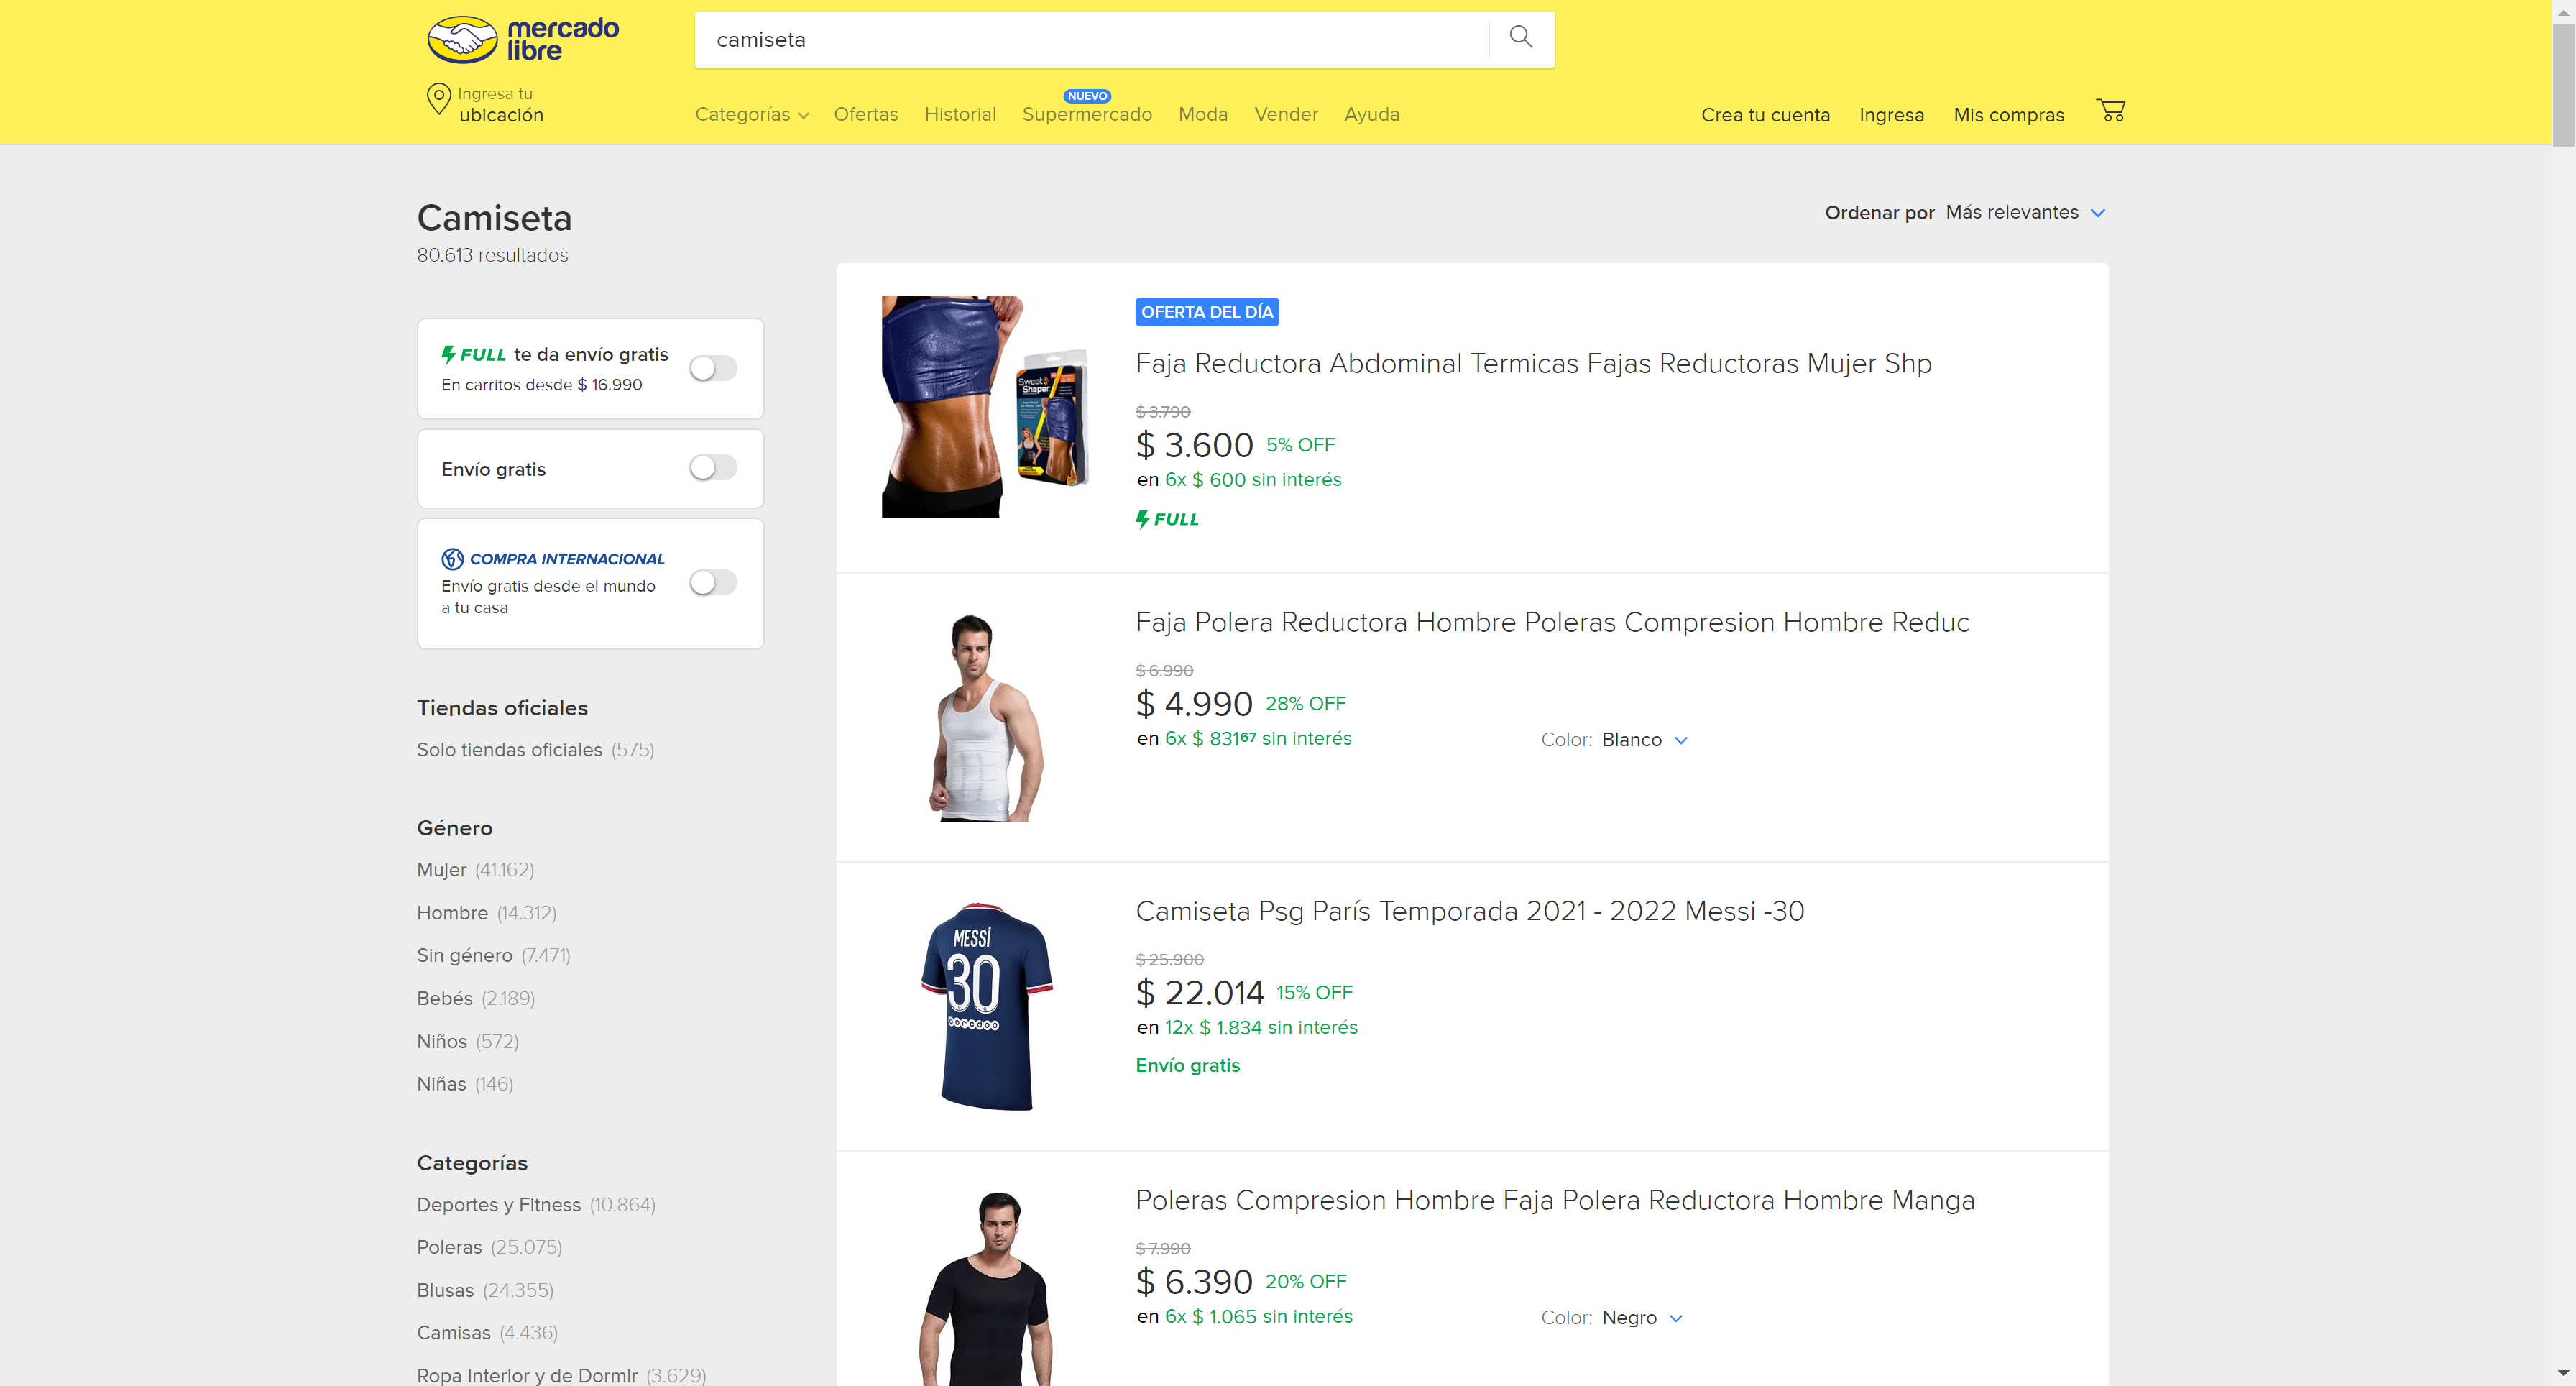 mercado
libre
camiseta
Ingresa tu
ubicación
Categorías
Ofertas
Historial
NUEVO
Supermercado
Moda
Vender
Ayuda
Crea tu cuenta
Ingresa
Mis compras
Camiseta
80.613 resultados
Ordenar por Más relevantes
FULL te da envío gratis
En carritos desde $ 16.990
Envío gratis
COMPRA INTERNACIONAL
Envío gratis desde el mundo
a tu casa
Tiendas oficiales
Solo tiendas oficiales (575)
Género
Mujer (41.162)
Hombre (14.312)
Sin género (7.471)
Bebés (2.189)
Niños (572)
Niñas (146)
Categorías
Deportes y Fitness (10.864)
Poleras (25.075)
Blusas (24.355)
Camisas (4.436)
Ropa Interior y de Dormir (3.629)
Sweat
Shaper
OFERTA DEL DÍA
Faja Reductora Abdominal Termicas Fajas Reductoras Mujer Shp
$ 3.790
$ 3.600 5% OFF
en 6x $ 600 sin interés
FULL
Faja Polera Reductora Hombre Poleras Compresion Hombre Reduc
$ 6.990
$ 4.990 28% OFF
en 6x $ 831⁶⁷ sin interés
Color: Blanco
MESSI
30
ooredoo
Camiseta Psg París Temporada 2021 - 2022 Messi -30
$ 25.900
$ 22.014 15% OFF
en 12x $ 1.834 sin interés
Envío gratis
Poleras Compresion Hombre Faja Polera Reductora Hombre Manga
$ 7.990
$ 6.390 20% OFF
en 6x $ 1.065 sin interés
Color: Negro